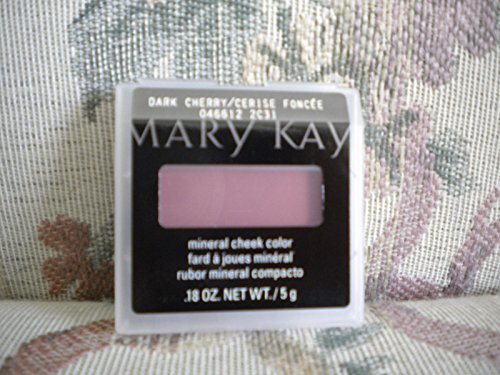 DARK CHERRY/CERISE FONCÉE
046612 2C31
MARY KAY
mineral cheek color
fard à joues minéral
rubor mineral compacto
.18 OZ. NET WT./5 g